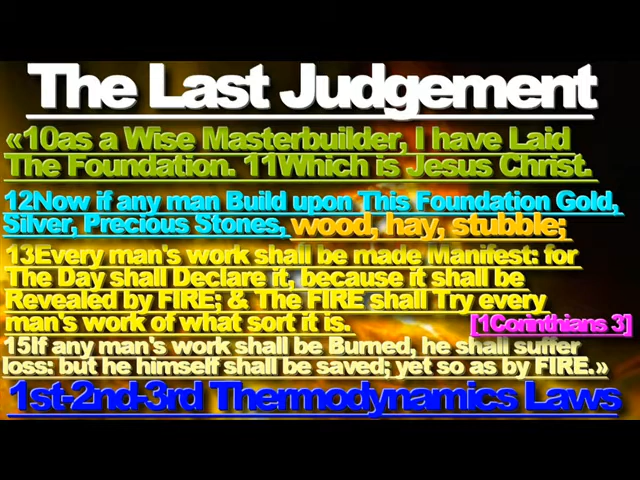 The Last Judgement
«10as a Wise Masterbuilder, I have Laid
The Foundation. 11Which is Jesus Christ.
12Now if any man Build upon This Foundation Gold,
Silver, Precious Stones, wood, hay, stubble;
13Every man's work shall be made Manifest: for
The Day shall Declare it, because it shall be
Revealed by FIRE; & The FIRE shall Try every
man's work of what sort it is. [1Corinthians 3]
15If any man's work shall be Burned, he shall suffer
loss: but he himself shall be saved; yet so as by FIRE.»
1st-2nd-3rd Thermodynamics Laws